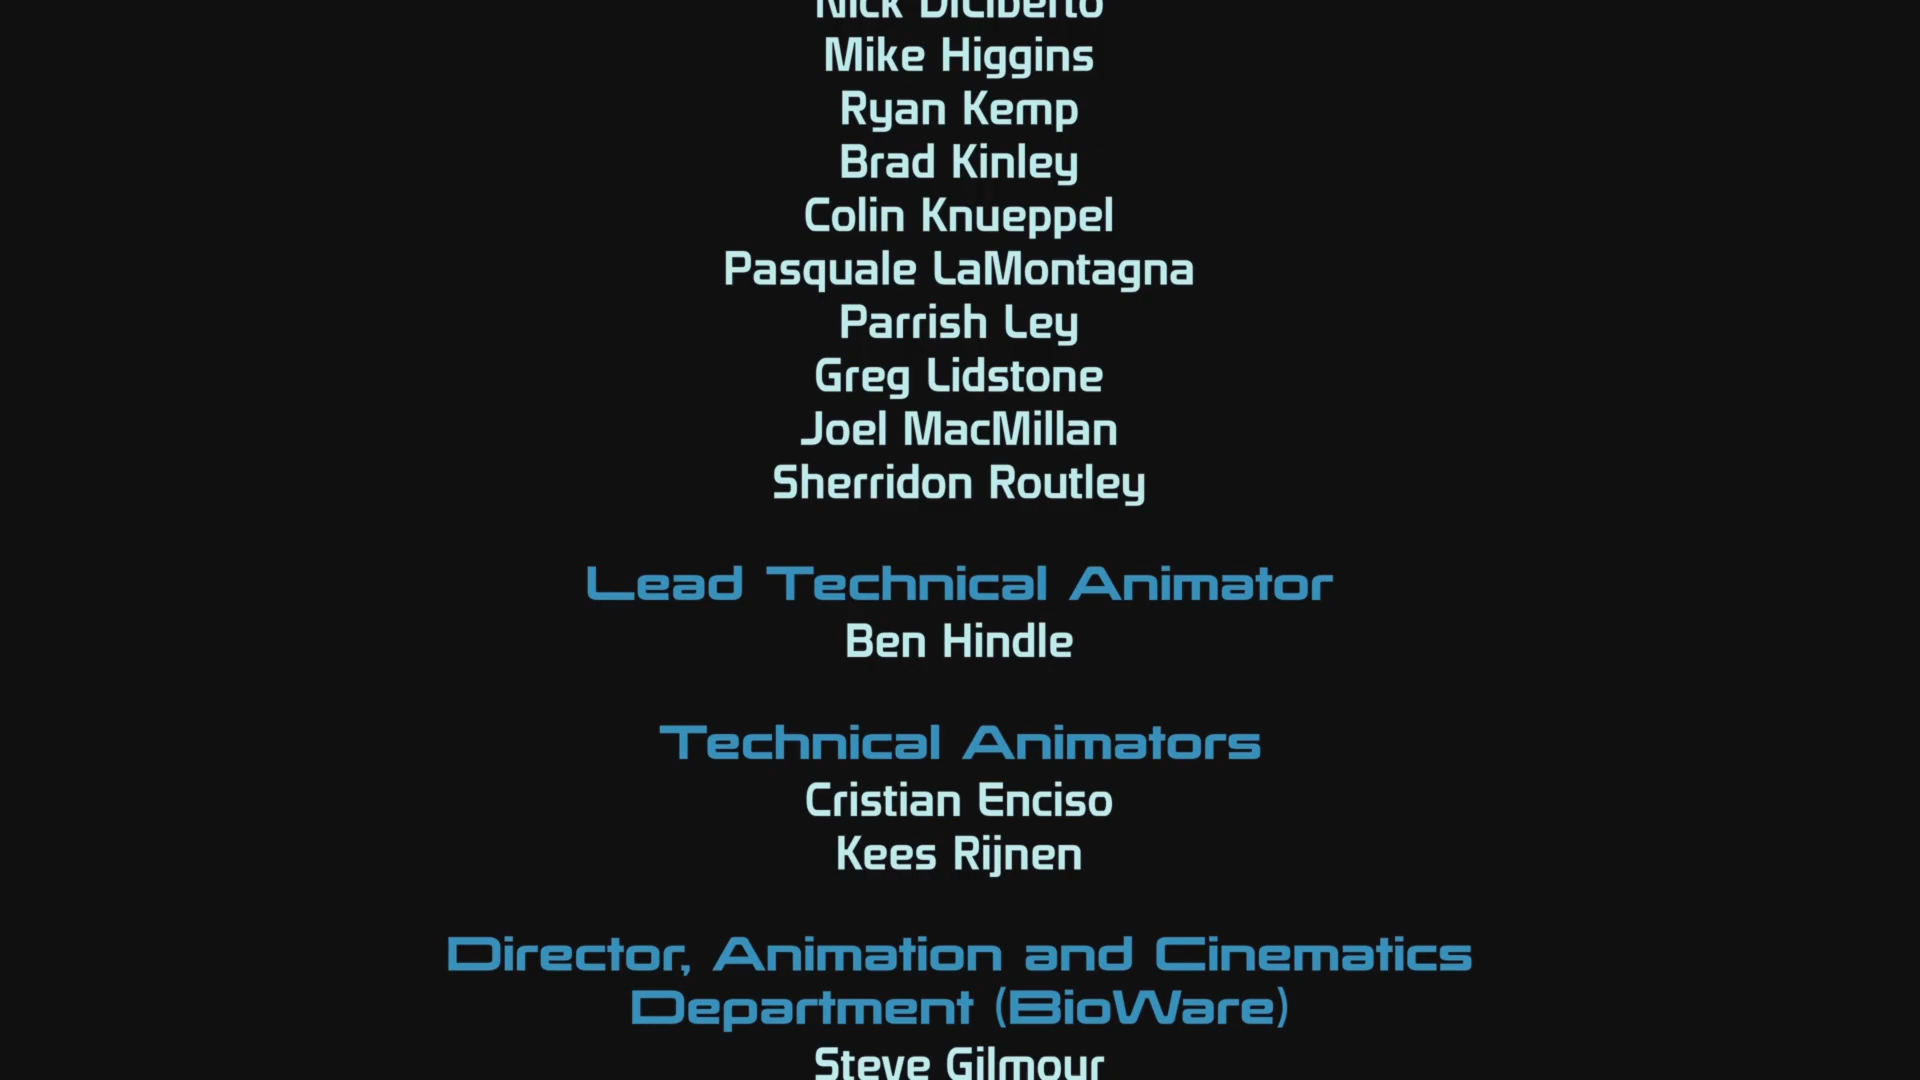 Nick DiCiberto
Mike Higgins
Ryan Kemp
Brad Kinley
Colin Knueppel
Pasquale LaMontagna
Parrish Ley
Greg Lidstone
Joel MacMillan
Sherridon Routley
Lead Technical Animator
Ben Hindle
Technical Animators
Cristian Enciso
Kees Rijnen
Director, Animation and Cinematics
Department (BioWare)
Steve Gilmour